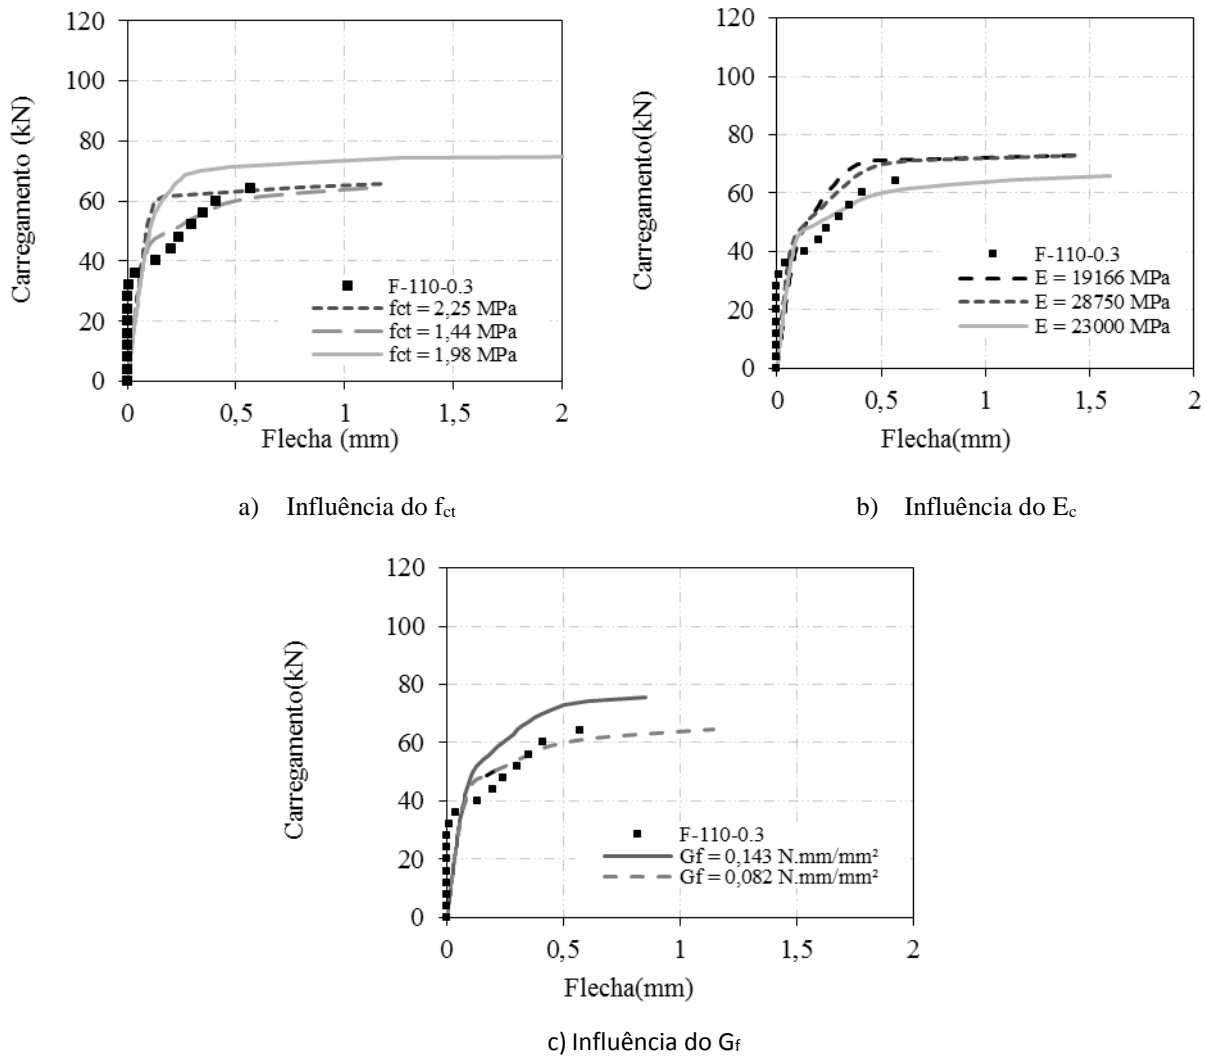 120
100
80
60
40
20
0
Carregamento (kN)
F-110-0.3
fct = 2,25 MPa
fct = 1,44 MPa
fct = 1,98 MPa
0 0,5 1 1,5 2
Flecha (mm)
a) Influência do fct
120
100
80
60
40
20
0
Carregamento(kN)
F-110-0.3
E = 19166 MPa
E = 28750 MPa
E = 23000 MPa
0 0,5 1 1,5 2
Flecha(mm)
b) Influência do Ec
120
100
80
60
40
20
0
Carregamento(kN)
F-110-0.3
Gf = 0,143 N.mm/mm²
Gf = 0,082 N.mm/mm²
0 0,5 1 1,5 2
Flecha(mm)
c) Influência do Gf